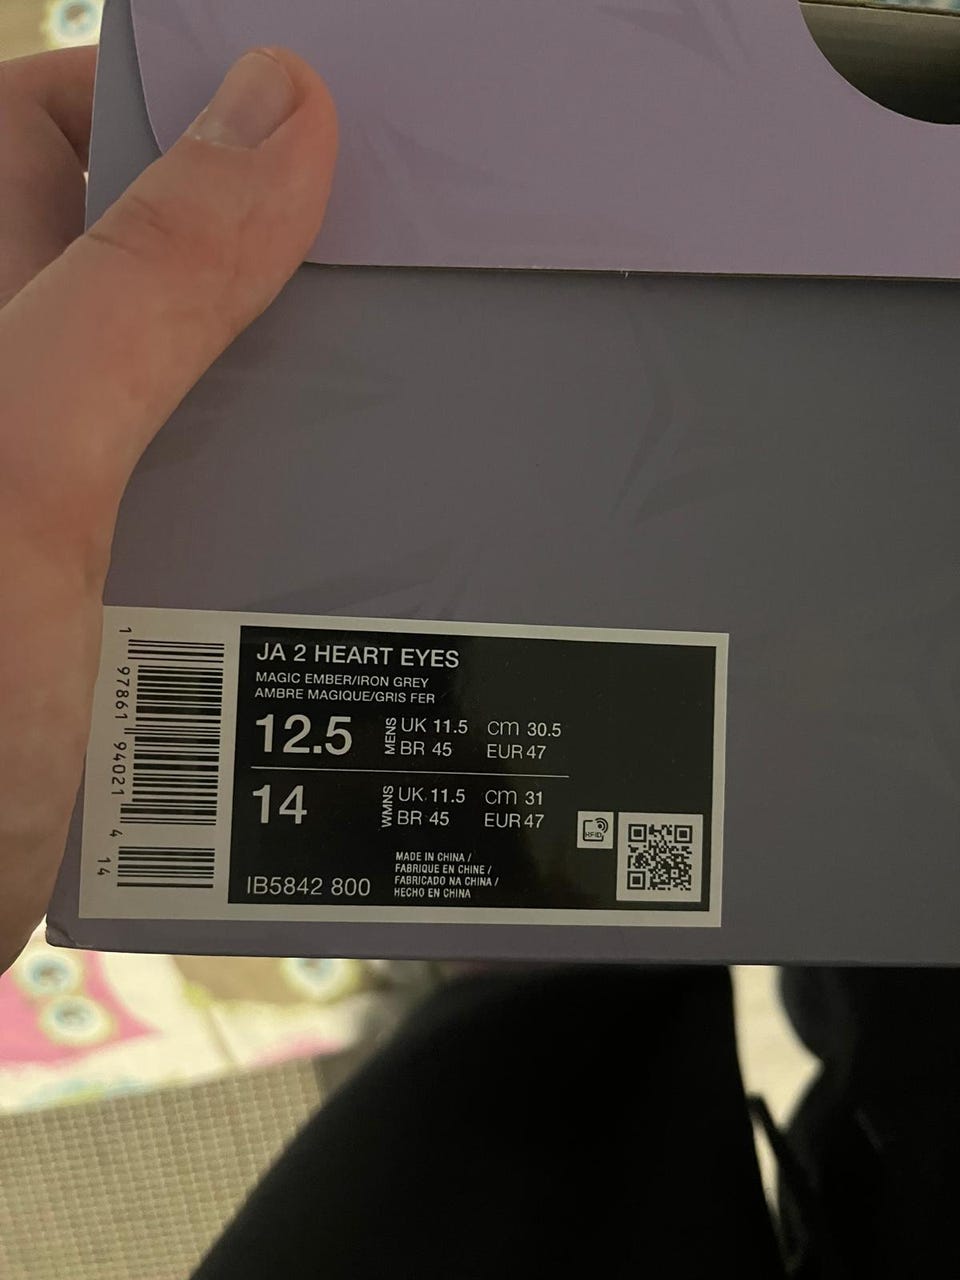 JA 2 HEART EYES
MAGIC EMBER/IRON GREY
AMBRE MAGIQUE/GRIS FER
12.5 MENS UK 11.5 cm 30.5
BR 45 EUR 47
14 WMNS UK 11.5 cm 31
BR 45 EUR 47
MADE IN CHINA /
FABRIQUE EN CHINE /
FABRICADO NA CHINA /
HECHO EN CHINA
IB5842 800
RFID
1 97861 94021 4 14